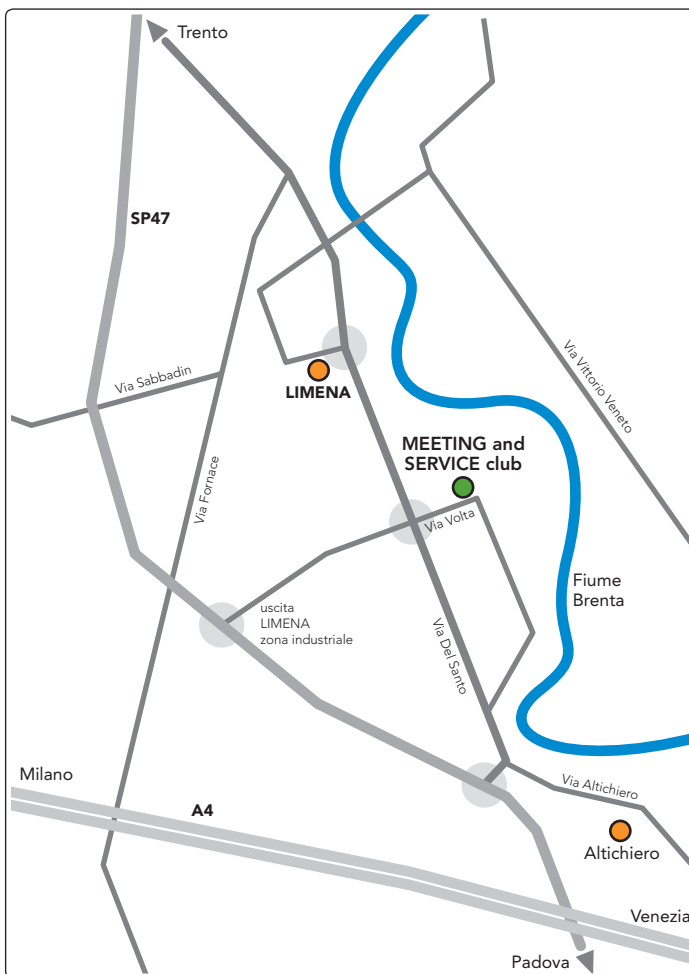 Trento
SP47
Via Sabbadin
LIMENA
Via Vittorio Veneto
MEETING and
SERVICE club
Via Fornace
Via Volta
Fiume
Brenta
uscita
LIMENA
zona industriale
Via Del Santo
Milano
A4
Via Altichiero
Altichiero
Venezia
Padova